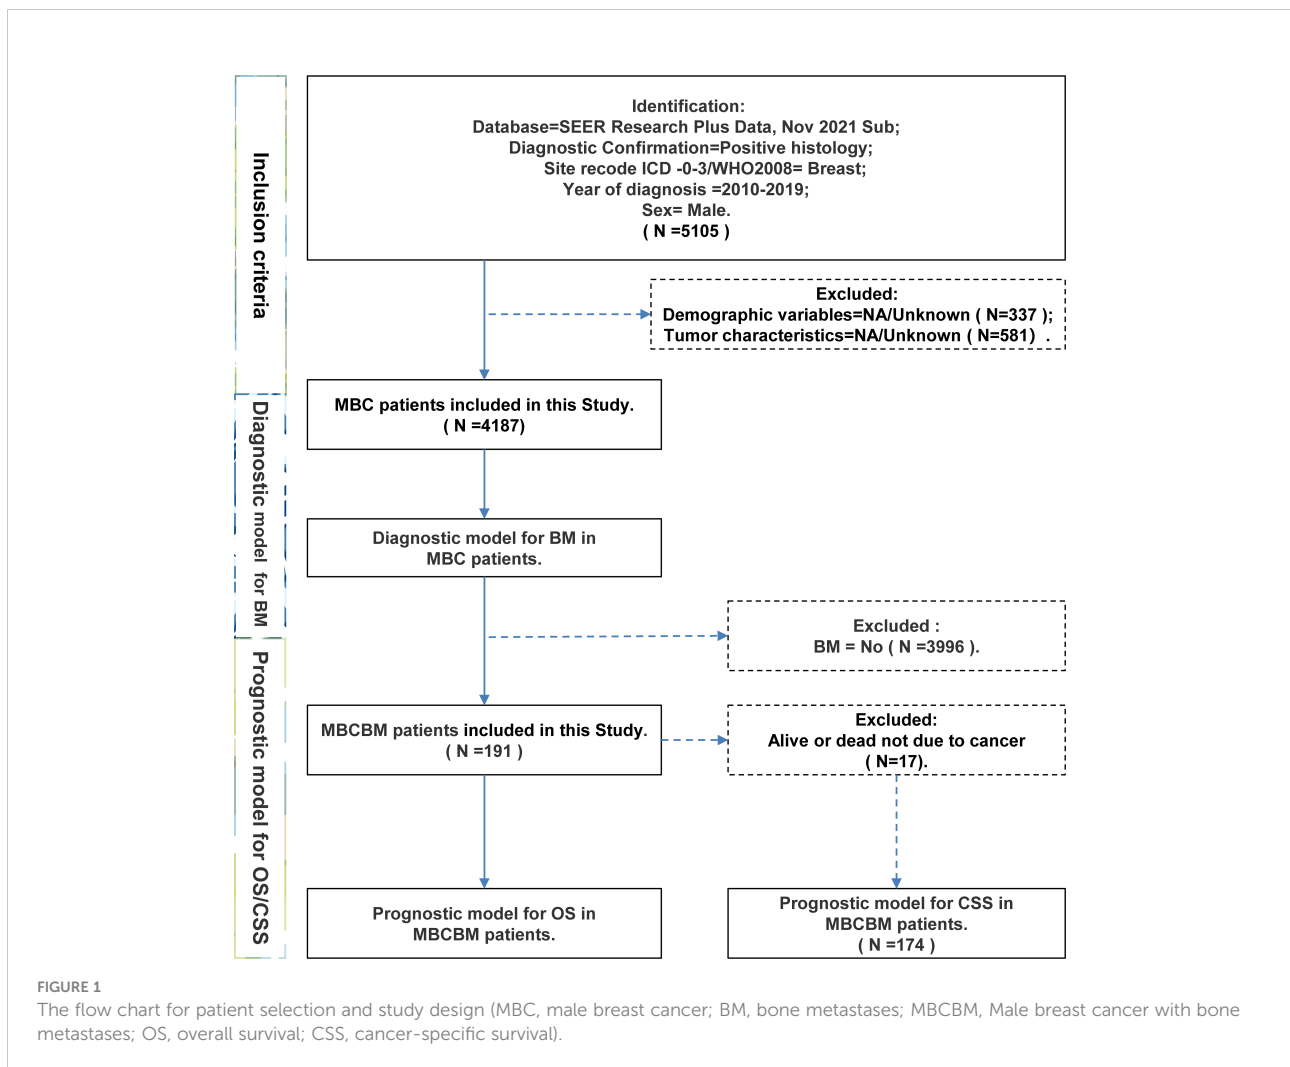 Inclusion criteria
Identification:
Database=SEER Research Plus Data, Nov 2021 Sub;
Diagnostic Confirmation=Positive histology;
Site recode ICD -0-3/WHO2008= Breast;
Year of diagnosis =2010-2019;
Sex= Male.
( N =5105 )
Excluded:
Demographic variables=NA/Unknown ( N=337 );
Tumor characteristics=NA/Unknown ( N=581) .
Diagnostic model for BM
MBC patients included in this Study.
( N =4187)
Diagnostic model for BM in
MBC patients.
Excluded :
BM = No ( N =3996 ).
Prognostic model for OS/CSS
MBCBM patients included in this Study.
( N =191 )
Excluded:
Alive or dead not due to cancer
( N=17).
Prognostic model for OS in
MBCBM patients.
Prognostic model for CSS in
MBCBM patients.
( N =174 )
FIGURE 1
The flow chart for patient selection and study design (MBC, male breast cancer; BM, bone metastases; MBCBM, Male breast cancer with bone
metastases; OS, overall survival; CSS, cancer-specific survival).